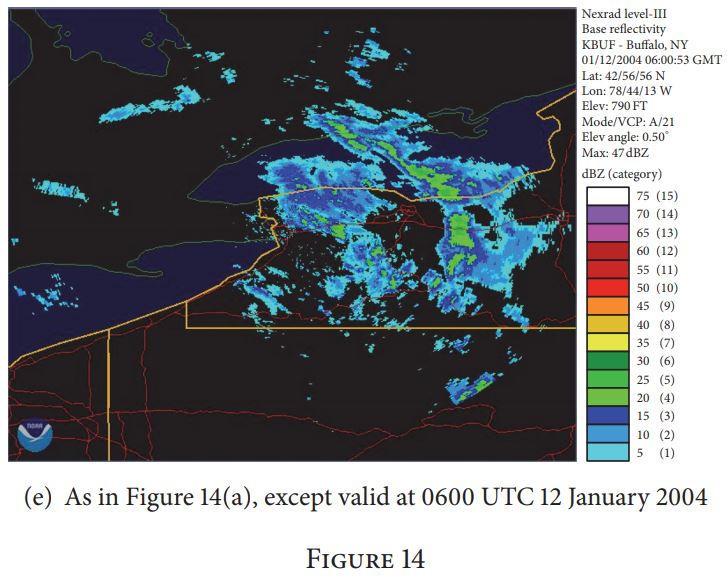 Nexrad level-III
Base reflectivity
KBUF - Buffalo, NY
01/12/2004 06:00:53 GMT
Lat: 42/56/56 N
Lon: 78/44/13 W
Elev: 790 FT
Mode/VCP: A/21
Elev angle: 0.50°
Max: 47 dBZ
dBZ (category)
75 (15)
70 (14)
65 (13)
60 (12)
55 (11)
50 (10)
45 (9)
40 (8)
35 (7)
30 (6)
25 (5)
20 (4)
15 (3)
10 (2)
5 (1)
NOAA
(e) As in Figure 14(a), except valid at 0600 UTC 12 January 2004
FIGURE 14